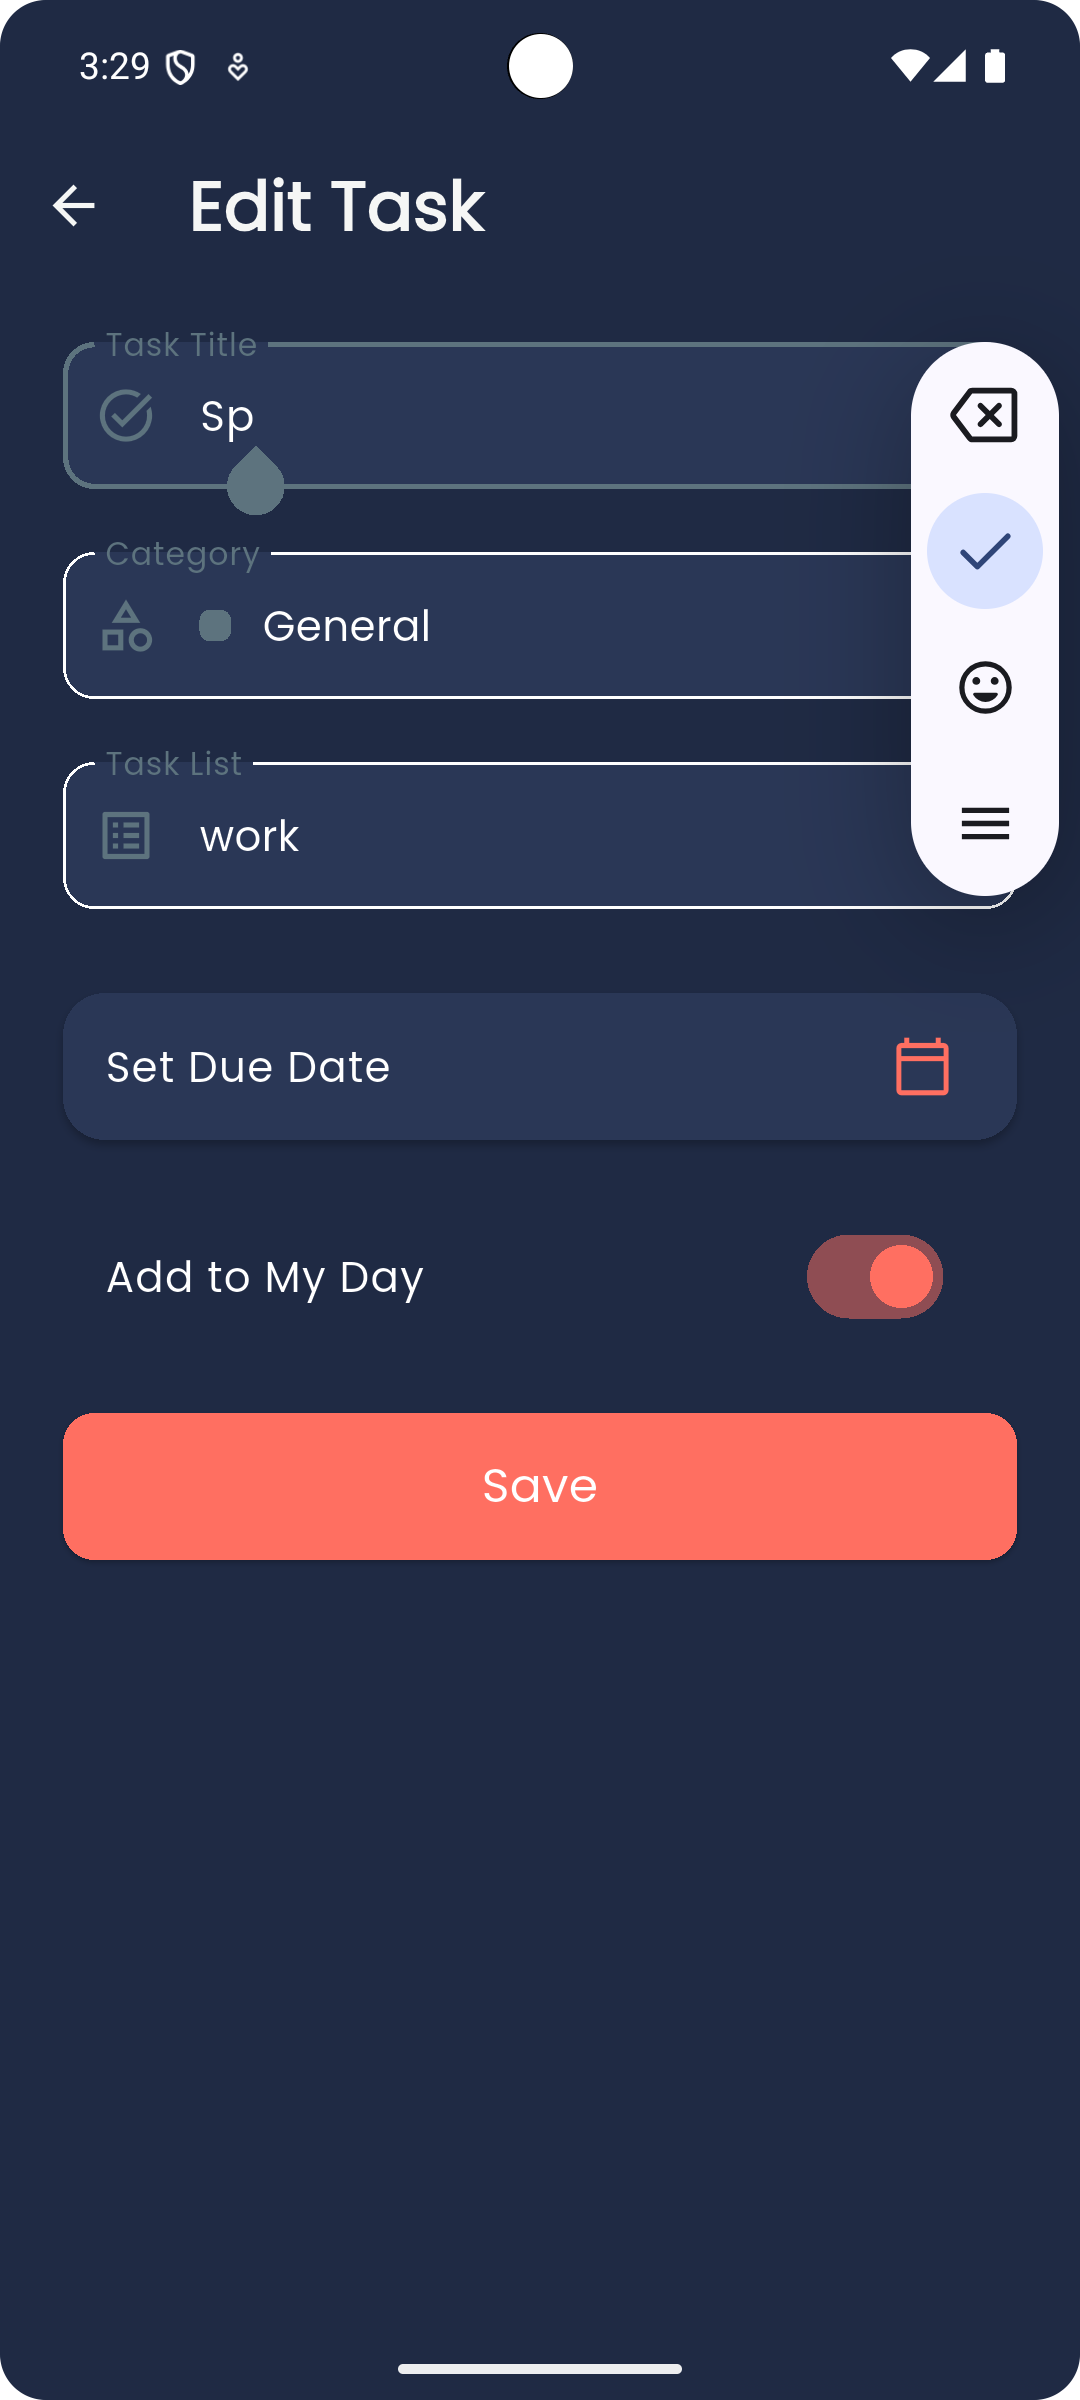 3:29
Edit Task
Task Title
Sp
Category
General
Task List
work
Set Due Date
Add to My Day
Save